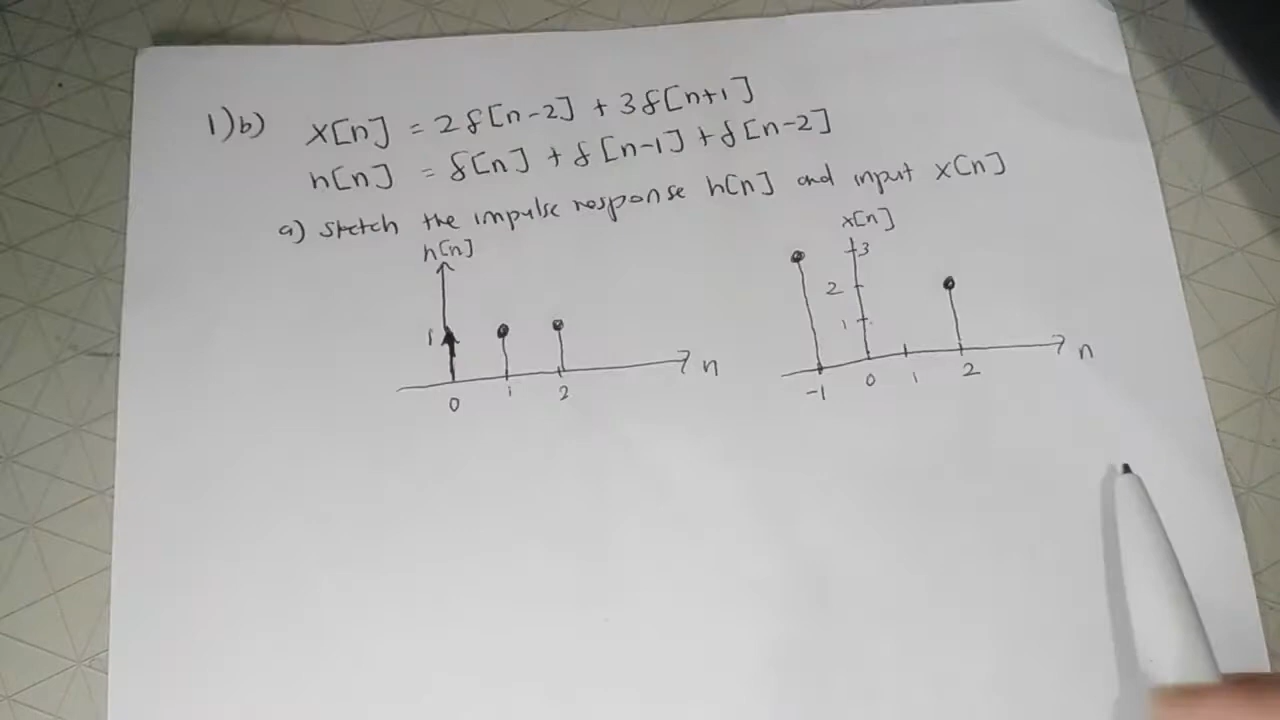 1)b) x[n] = 2δ[n-2] + 3δ[n+1]
h[n] = δ[n] + δ[n-1] + δ[n-2]
a) sketch the impulse response h[n] and input x[n]
h[n]
1
0 1 2 n
x[n]
3
2
1
-1 0 1 2 n